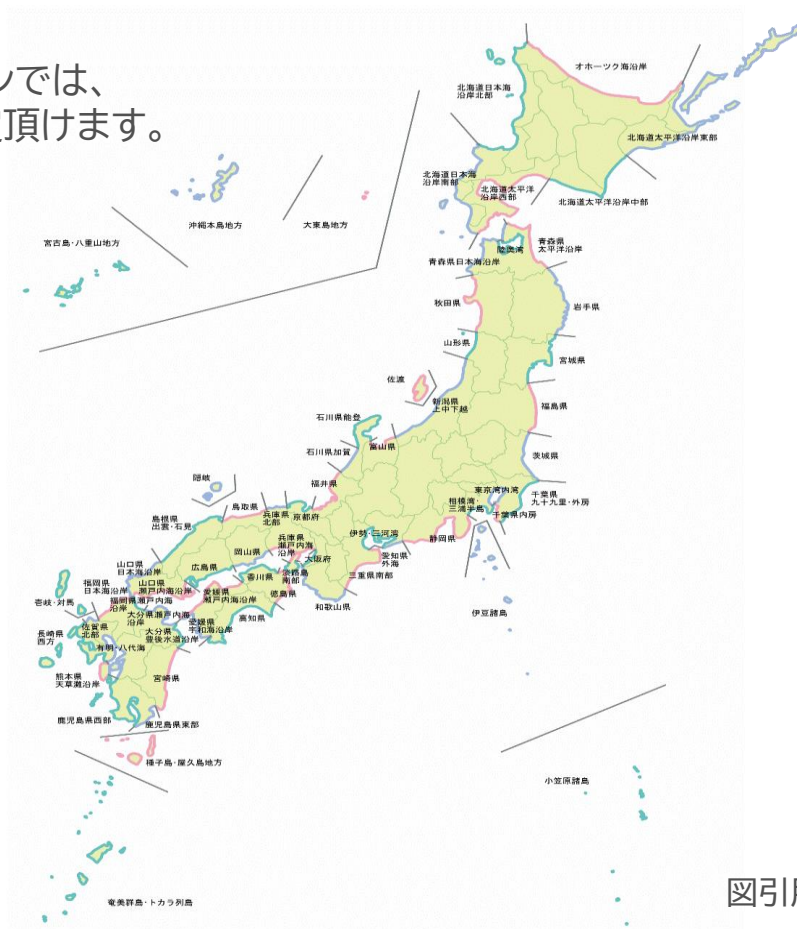 ンでは、
頂けます。
オホーツク海沿岸
北海道日本海
沿岸北部
北海道太平洋沿岸東部
北海道日本海
沿岸南部
北海道太平洋
沿岸西部
北海道太平洋沿岸中部
宮古島・八重山地方
沖縄本島地方
大東島地方
陸奥湾
青森県
太平洋沿岸
青森県日本海沿岸
秋田県
岩手県
山形県
宮城県
佐渡
新潟県
上中下越
福島県
石川県能登
石川県加賀
富山県
茨城県
福井県
隠岐
鳥取県
兵庫県
北部
京都府
東京湾内湾
相模湾・
三浦半島
千葉県
九十九里・外房
千葉県内房
島根県
出雲・石見
兵庫県
瀬戸内海
沿岸
伊勢・三河湾
静岡県
岡山県
大阪府
愛知県
外海
山口県
日本海沿岸
広島県
香川県
淡路島
南部
三重県南部
福岡県
日本海沿岸
山口県
瀬戸内海沿岸
愛媛県
瀬戸内海沿岸
徳島県
和歌山県
壱岐・対馬
福岡県瀬戸内海
沿岸
大分県瀬戸内海
沿岸
高知県
伊豆諸島
佐賀県
北部
大分県
豊後水道沿岸
愛媛県
宇和海沿岸
長崎県
西方
有明・八代海
熊本県
天草灘沿岸
宮崎県
鹿児島県西部
鹿児島県東部
種子島・屋久島地方
小笠原諸島
奄美群島・トカラ列島
図引